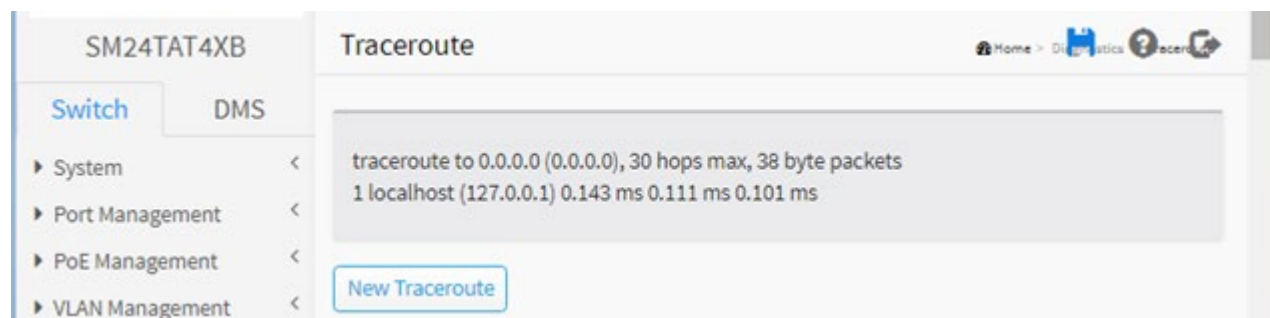 SM24TAT4XB
Traceroute
Home >
Switch DMS
System
traceroute to 0.0.0.0 (0.0.0.0), 30 hops max, 38 byte packets
1 localhost (127.0.0.1) 0.143 ms 0.111 ms 0.101 ms
Port Management
PoE Management
VLAN Management
New Traceroute